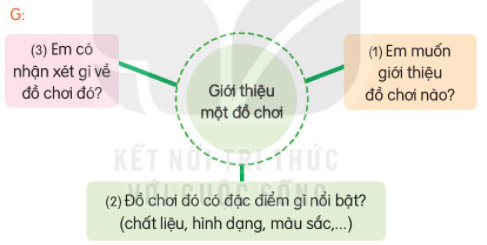 G:
(3) Em có
nhận xét gì về
đồ chơi đó?
Giới thiệu
một đồ chơi
(1) Em muốn
giới thiệu
đồ chơi nào?
KẾT NỐI TRI THỨC
VỚI CUỘC SỐNG
(2) Đồ chơi đó có đặc điểm gì nổi bật?
(chất liệu, hình dạng, màu sắc,...)